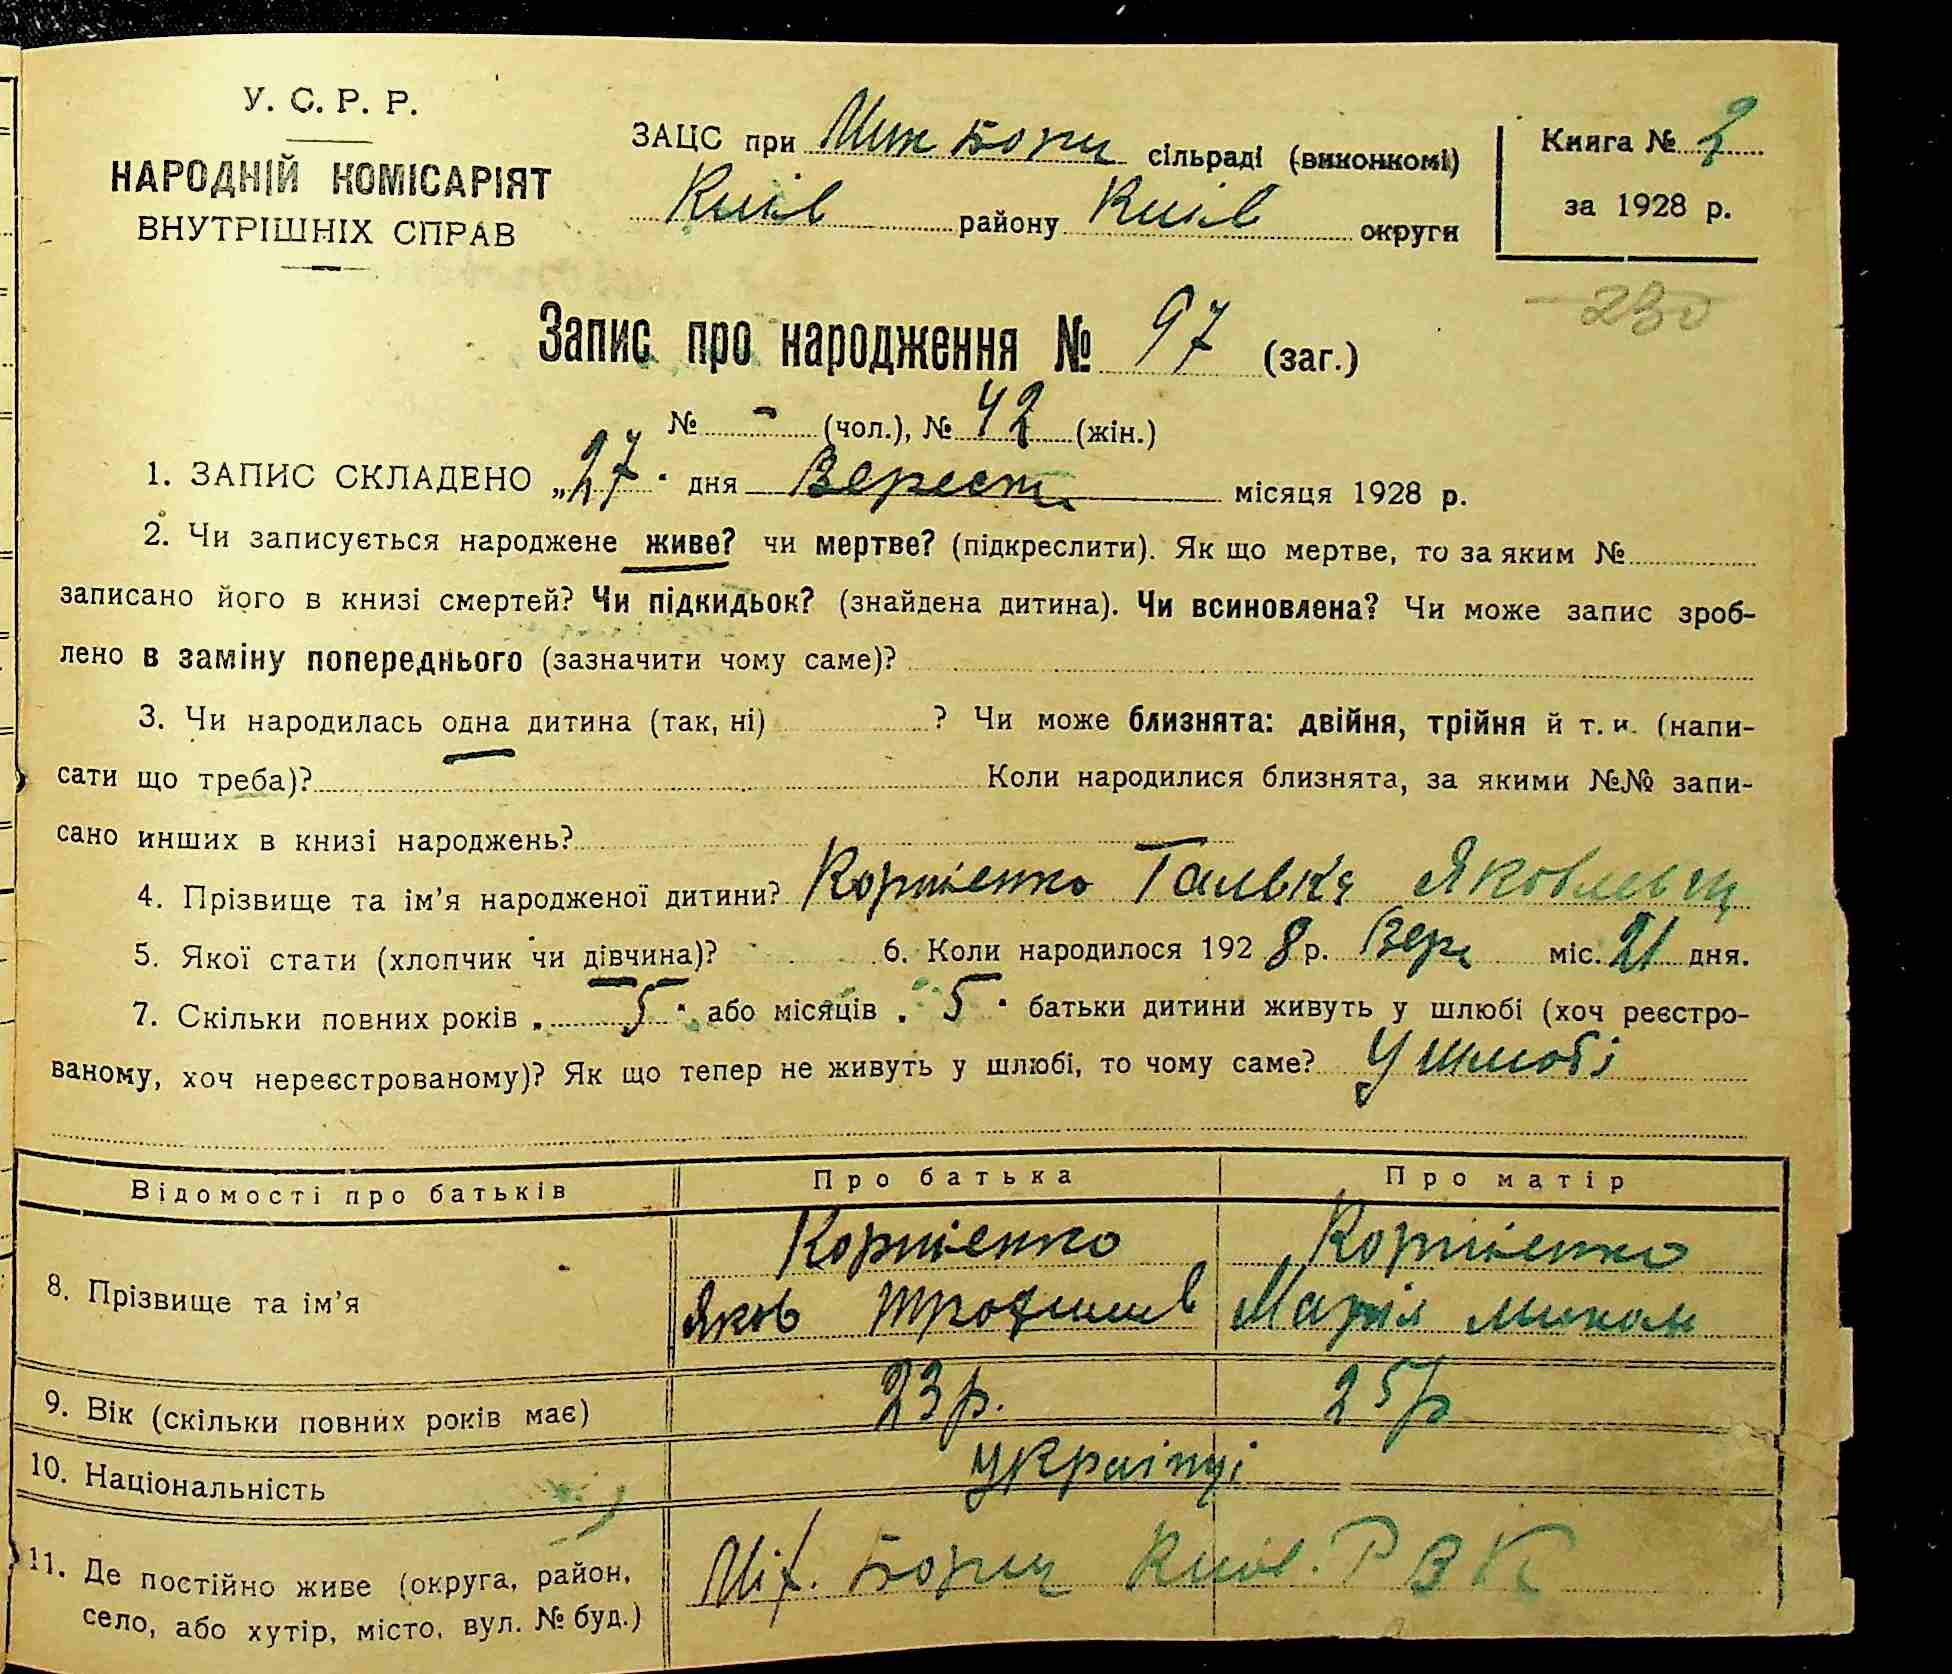 У. С. Р. Р.
НАРОДНІЙ КОМІСАРІЯТ
ВНУТРІШНІХ СПРАВ
ЗАЦС при Мих Борщ сільраді (виконкомі)
Київ району Київ округи
Книга № 2
за 1928 р.
230
Запис про народження № 97 (заг.)
№ - (чол.), № 42 (жін.)
1. ЗАПИС СКЛАДЕНО „27" дня Вересня місяця 1928 р.
2. Чи записується народжене живе? чи мертве? (підкреслити). Як що мертве, то за яким №
записано його в книзі смертей? Чи підкидьок? (знайдена дитина). Чи всиновлена? Чи може запис зроб-
лено в заміну попереднього (зазначити чому саме)?
3. Чи народилась одна дитина (так, ні) ? Чи може близнята: двійня, трійня й т. и. (напи-
сати що треба)? Коли народилися близнята, за якими №№ запи-
сано инших в книзі народжень?
4. Прізвище та ім'я народженої дитини? Корнієнко Галька Яковлевна
5. Якої стати (хлопчик чи дівчина)? 6. Коли народилося 1928 р. Вер міс. 21 дня.
7. Скільки повних років „5" або місяців „5" батьки дитини живуть у шлюбі (хоч реєстро-
ваному, хоч нереєстрованому)? Як що тепер не живуть у шлюбі, то чому саме? У шлюбі
Відомості про батьків Про батька Про матір
8. Прізвище та ім'я Корнієнко Яков Трофимов Корнієнко Марія Микол
9. Вік (скільки повних років має) 23 р. 25 р
10. Національність українці
11. Де постійно живе (округа, район,
село, або хутір, місто, вул. № буд.) Борщ Київ. РВК